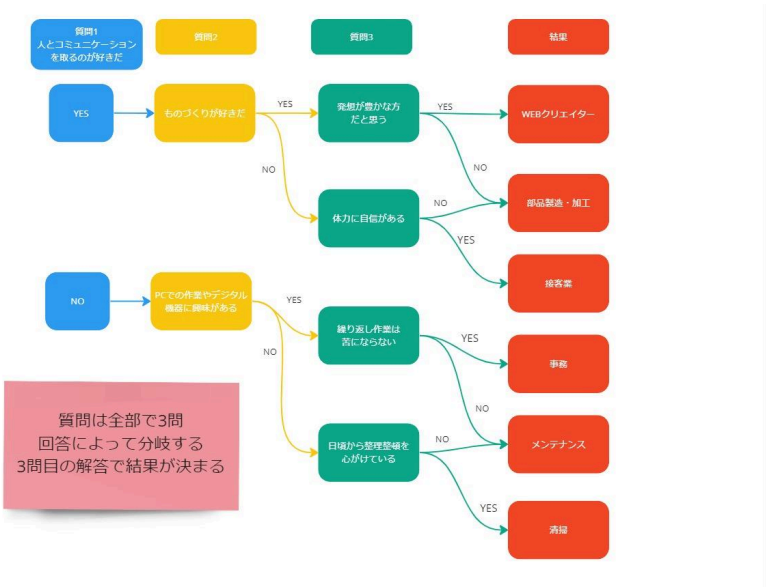 質問1
人とコミュニケーション
を取るのが好きだ
質問2
質問3
結果
YES
ものづくりが好きだ
YES
発想が豊かな方
だと思う
YES
WEBクリエイター
NO
NO
体力に自信がある
NO
部品製造・加工
YES
接客業
NO
PCでの作業やデジタル
機器に興味がある
YES
繰り返し作業は
苦にならない
YES
事務
NO
NO
日頃から整理整頓を
心がけている
NO
メンテナンス
YES
清掃
質問は全部で3問
回答によって分岐する
3問目の解答で結果が決まる